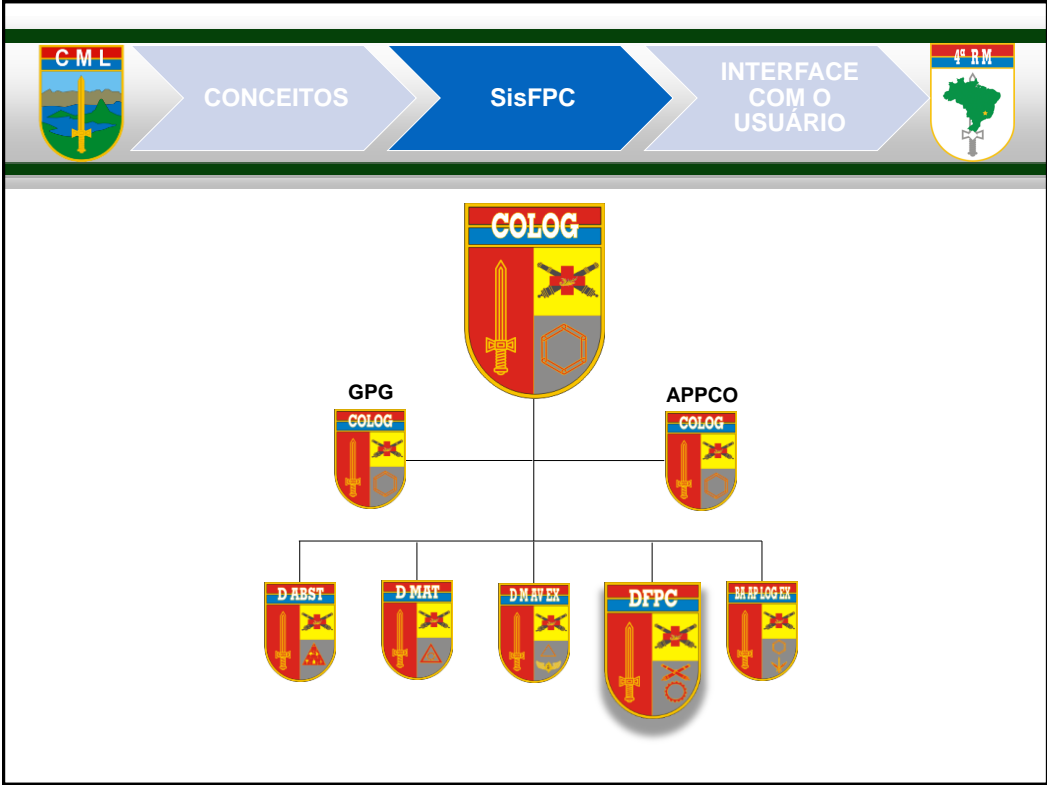 C M L
CONCEITOS
SisFPC
INTERFACE
COM O
USUÁRIO
4ª RM
COLOG
GPG
APPCO
COLOG
COLOG
D ABST
D MAT
D M AV EX
DFPC
BA AP LOG EX